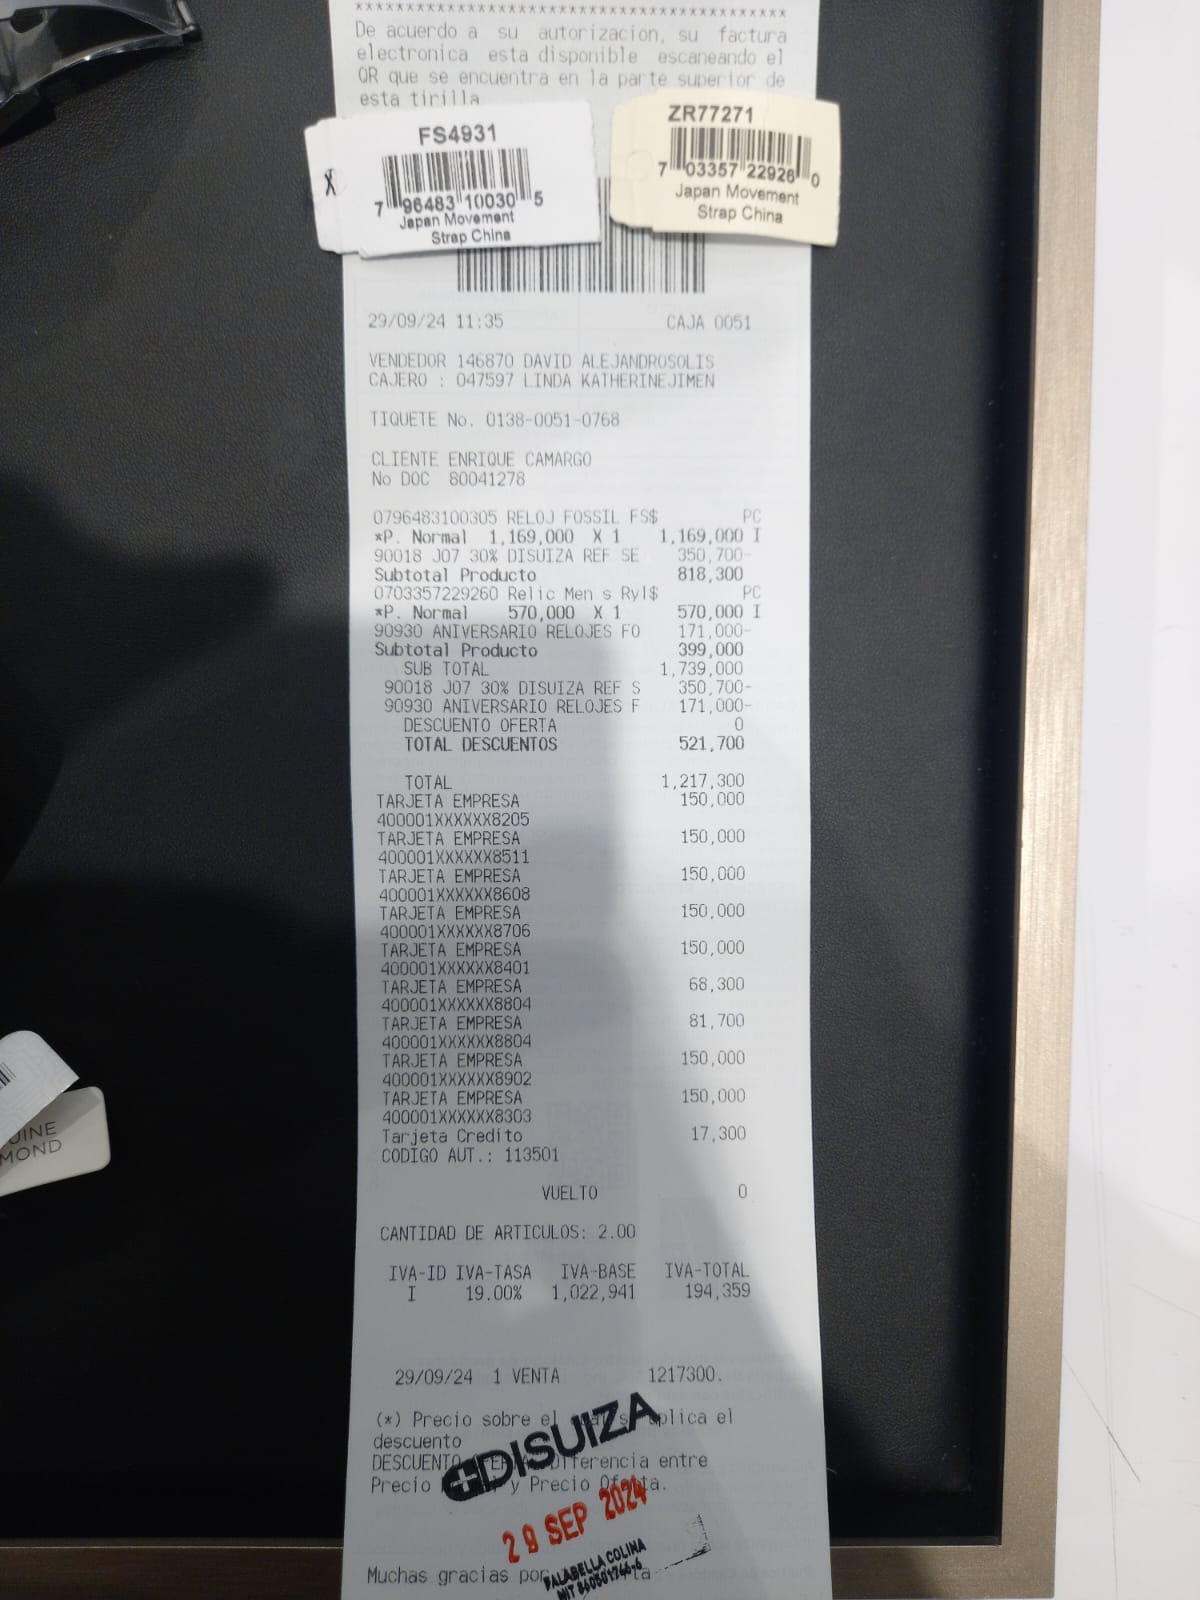 ****************************************
De acuerdo a su autorizacion, su factura
electronica esta disponible escaneando el
QR que se encuentra en la parte superior de
esta tirilla
FS4931
X
7 96483 10030 5
Japan Movement
Strap China
ZR77271
7 03357 22926 0
Japan Movement
Strap China
29/09/24 11:35 CAJA 0051
VENDEDOR 146870 DAVID ALEJANDROSOLIS
CAJERO : 047597 LINDA KATHERINEJIMEN
TIQUETE No. 0138-0051-0768
CLIENTE ENRIQUE CAMARGO
No DOC 80041278
0796483100305 RELOJ FOSSIL FS$ PC
*P. Normal 1,169,000 X 1 1,169,000 I
90018 J07 30% DISUIZA REF SE 350,700-
Subtotal Producto 818,300
0703357229260 Relic Men s Ryl$ PC
*P. Normal 570,000 X 1 570,000 I
90930 ANIVERSARIO RELOJES FO 171,000-
Subtotal Producto 399,000
SUB TOTAL 1,739,000
90018 J07 30% DISUIZA REF S 350,700-
90930 ANIVERSARIO RELOJES F 171,000-
DESCUENTO OFERTA 0
TOTAL DESCUENTOS 521,700
TOTAL 1,217,300
TARJETA EMPRESA 150,000
400001XXXXXX8205
TARJETA EMPRESA 150,000
400001XXXXXX8511
TARJETA EMPRESA 150,000
400001XXXXXX8608
TARJETA EMPRESA 150,000
400001XXXXXX8706
TARJETA EMPRESA 150,000
400001XXXXXX8401
TARJETA EMPRESA 68,300
400001XXXXXX8804
TARJETA EMPRESA 81,700
400001XXXXXX8804
TARJETA EMPRESA 150,000
400001XXXXXX8902
TARJETA EMPRESA 150,000
400001XXXXXX8303
Tarjeta Credito 17,300
CODIGO AUT.: 113501
VUELTO 0
CANTIDAD DE ARTICULOS: 2.00
IVA-ID IVA-TASA IVA-BASE IVA-TOTAL
I 19.00% 1,022,941 194,359
29/09/24 1 VENTA 1217300.
(*) Precio sobre el aplica el
descuento
DESCUENTO Diferencia entre
Precio y Precio Oferta.
DISUIZA
29 SEP 2024
FALABELLA COLINA
NIT 860501766-6
Muchas gracias por
UINE
MOND